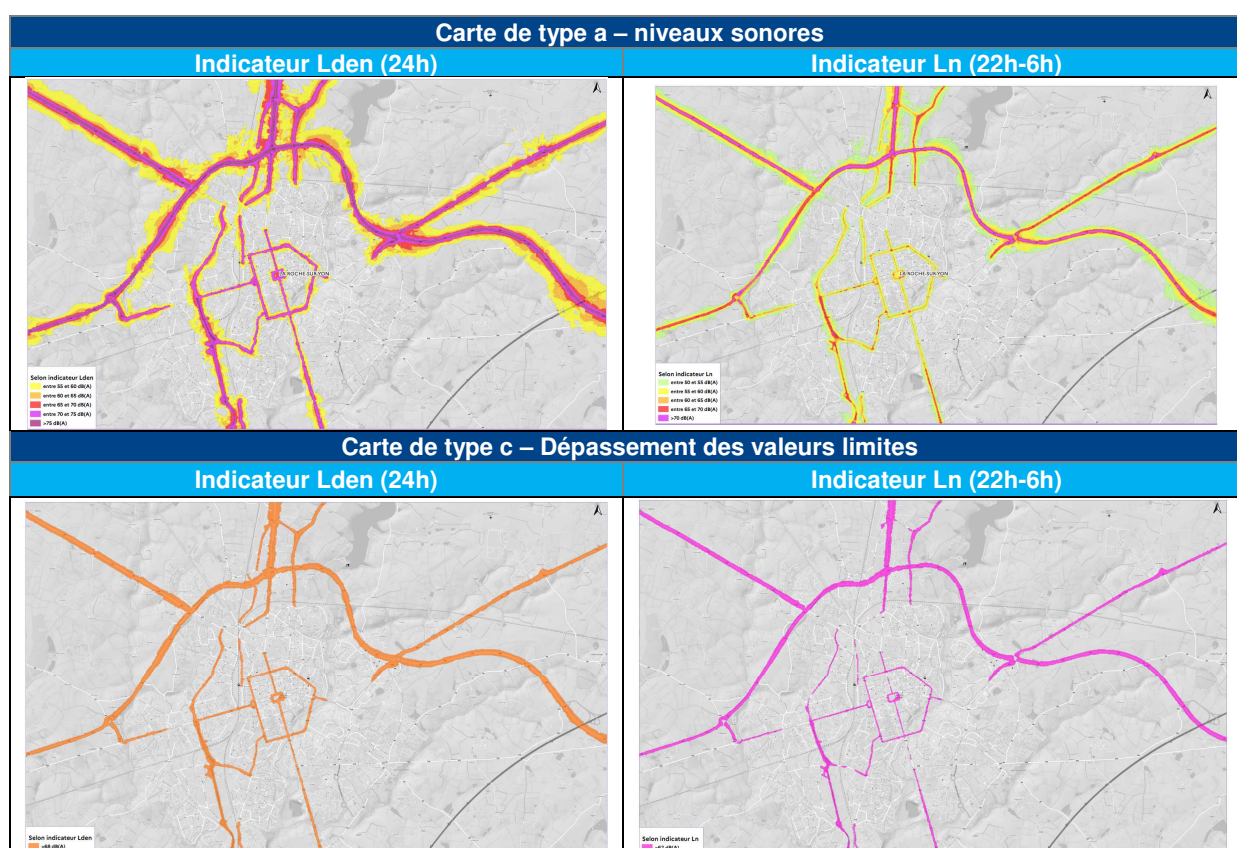 Carte de type a – niveaux sonores
Indicateur Lden (24h)
Indicateur Ln (22h-6h)
LA ROCHE-SUR-YON
Selon indicateur Lden
entre 55 et 60 dB(A)
entre 60 et 65 dB(A)
entre 65 et 70 dB(A)
entre 70 et 75 dB(A)
>75 dB(A)
LA ROCHE-SUR-YON
Selon indicateur Ln
entre 50 et 55 dB(A)
entre 55 et 60 dB(A)
entre 60 et 65 dB(A)
entre 65 et 70 dB(A)
>70 dB(A)
Carte de type c – Dépassement des valeurs limites
Indicateur Lden (24h)
Indicateur Ln (22h-6h)
Selon indicateur Lden
>68 dB(A)
Selon indicateur Ln
>62 dB(A)